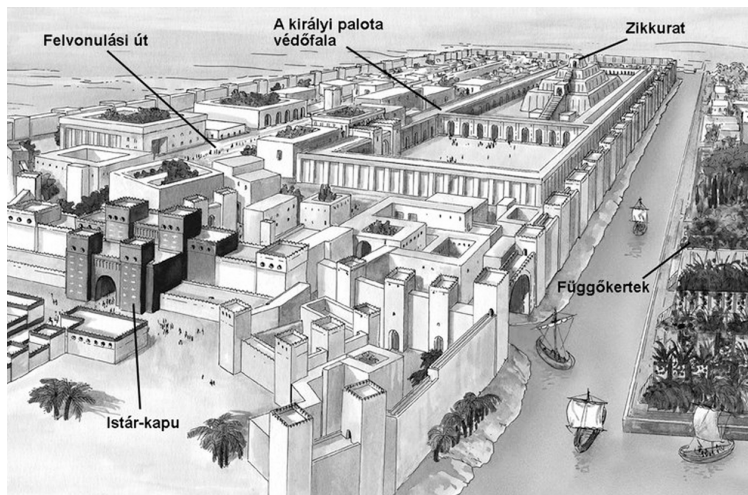 Felvonulási út
A királyi palota
védőfala
Zikkurat
Függőkertek
Istár-kapu